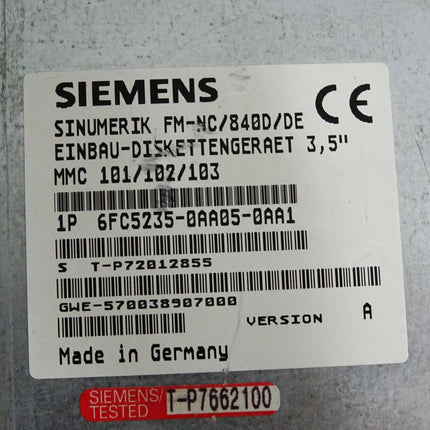 SIEMENS
CE
SINUMERIK FM-NC/840D/DE
EINBAU-DISKETTENGERAET 3,5"
MMC 101/102/103
1P 6FC5235-0AA05-0AA1
S T-P72012855
GWE-570038907000
VERSION A
Made in Germany
SIEMENS/
TESTED T-P7662100